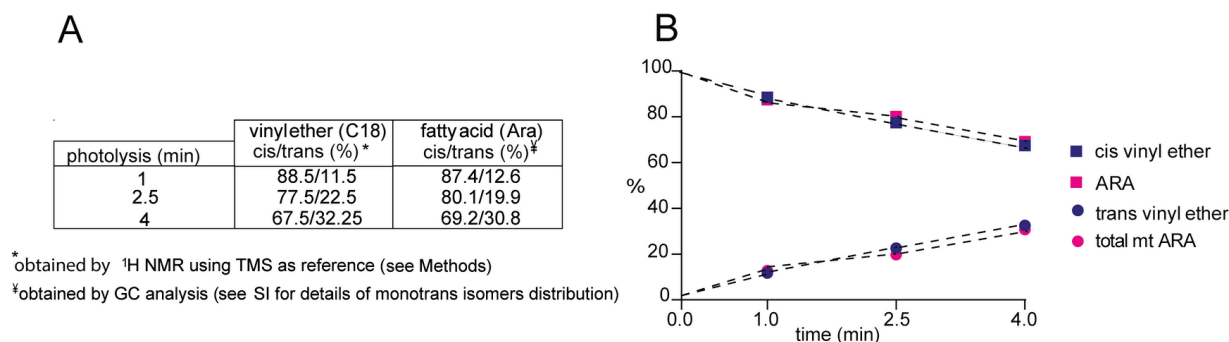 A
vinyl ether (C18) fatty acid (Ara)
photolysis (min) cis/trans (%)* cis/trans (%)¥
1 88.5/11.5 87.4/12.6
2.5 77.5/22.5 80.1/19.9
4 67.5/32.25 69.2/30.8
*obtained by ¹H NMR using TMS as reference (see Methods)
¥obtained by GC analysis (see SI for details of monotrans isomers distribution)
B
100
80
60
%
40
20
0
0.0 1.0 2.5 4.0
time (min)
cis vinyl ether
ARA
trans vinyl ether
total mt ARA